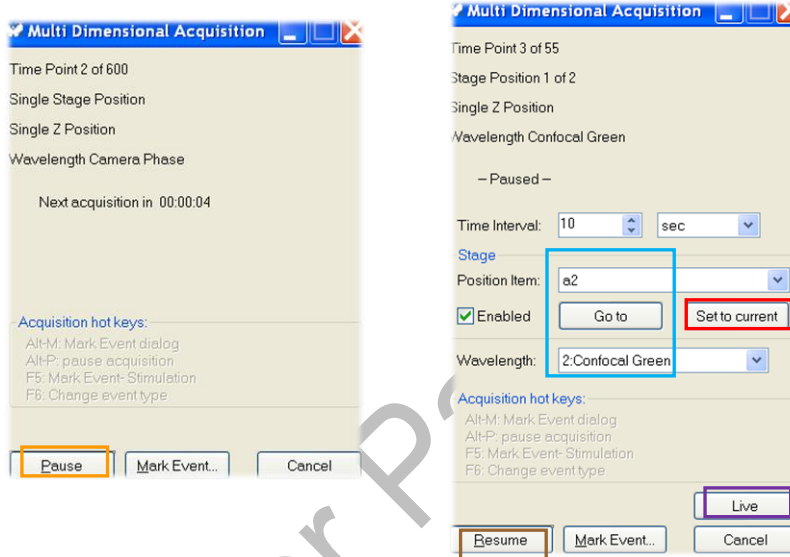 Multi Dimensional Acquisition
Time Point 2 of 600
Single Stage Position
Single Z Position
Wavelength Camera Phase
Next acquisition in 00:00:04
Acquisition hot keys:
Alt-M: Mark Event dialog
Alt-P: pause acquisition
F5: Mark Event- Stimulation
F6: Change event type
Pause Mark Event... Cancel
Multi Dimensional Acquisition
Time Point 3 of 55
Stage Position 1 of 2
Single Z Position
Wavelength Confocal Green
– Paused –
Time Interval: 10 sec
Stage
Position Item: a2
Enabled Go to Set to current
Wavelength: 2:Confocal Green
Acquisition hot keys:
Alt-M: Mark Event dialog
Alt-P: pause acquisition
F5: Mark Event- Stimulation
F6: Change event type
Live
Resume Mark Event... Cancel